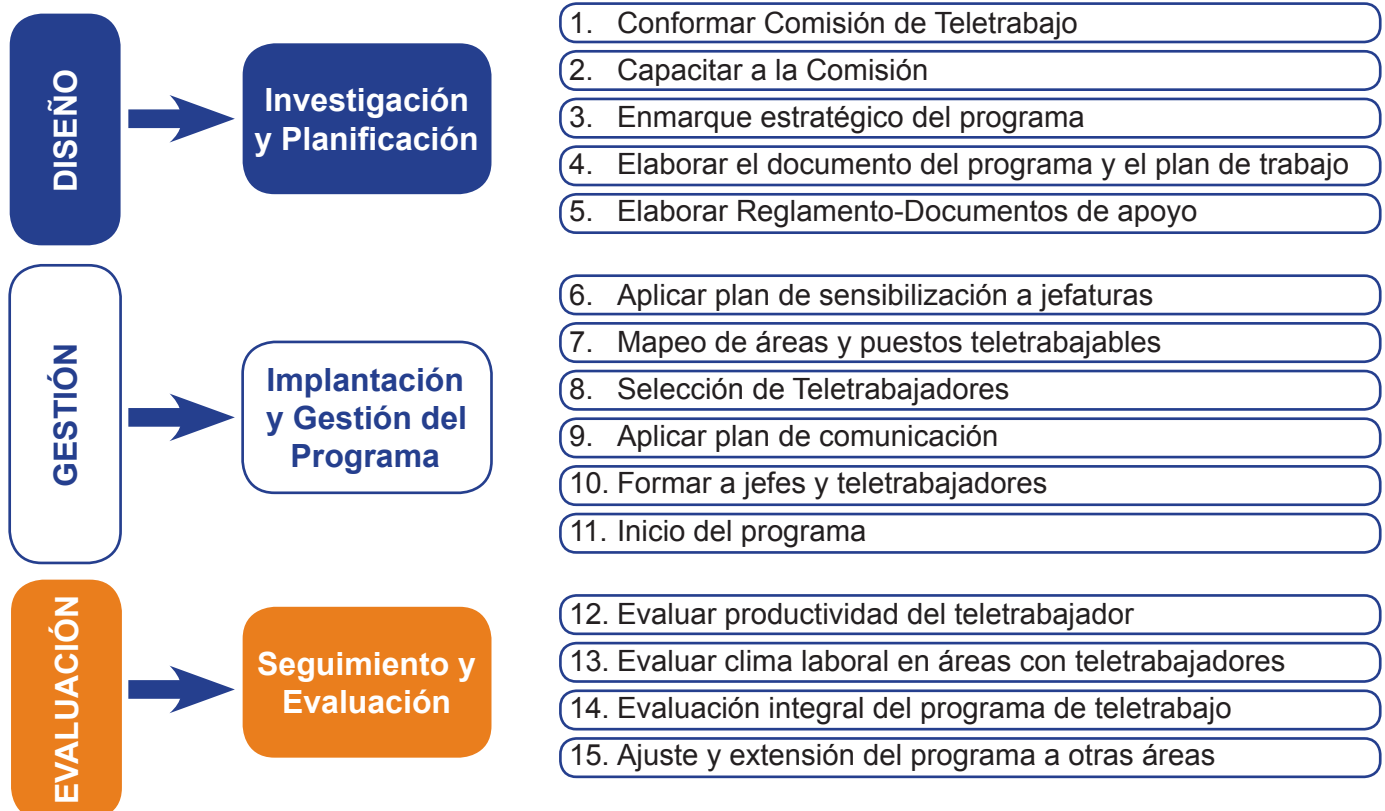 DISEÑO
Investigación
y Planificación
1. Conformar Comisión de Teletrabajo
2. Capacitar a la Comisión
3. Enmarque estratégico del programa
4. Elaborar el documento del programa y el plan de trabajo
5. Elaborar Reglamento-Documentos de apoyo
GESTIÓN
Implantación
y Gestión del
Programa
6. Aplicar plan de sensibilización a jefaturas
7. Mapeo de áreas y puestos teletrabajables
8. Selección de Teletrabajadores
9. Aplicar plan de comunicación
10. Formar a jefes y teletrabajadores
11. Inicio del programa
EVALUACIÓN
Seguimiento y
Evaluación
12. Evaluar productividad del teletrabajador
13. Evaluar clima laboral en áreas con teletrabajadores
14. Evaluación integral del programa de teletrabajo
15. Ajuste y extensión del programa a otras áreas